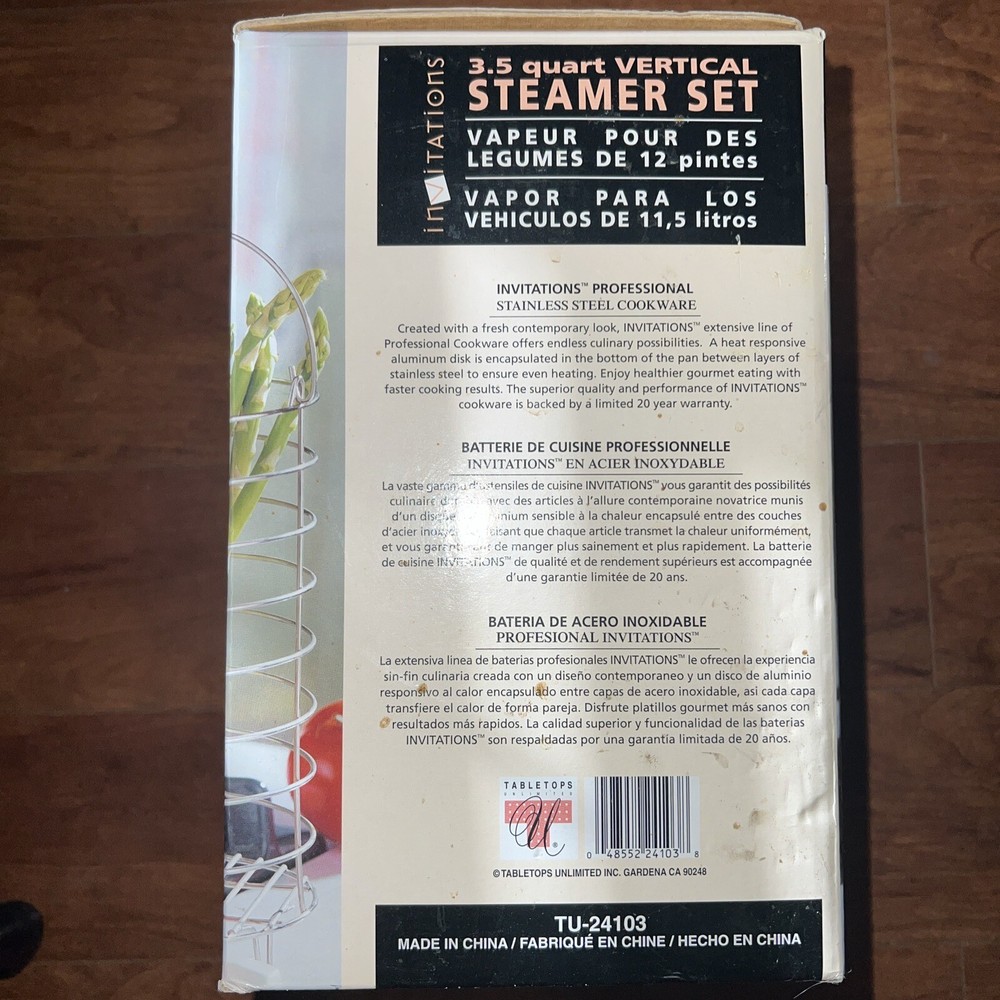 invitations
3.5 quart VERTICAL
STEAMER SET
VAPEUR POUR DES
LEGUMES DE 12 pintes
VAPOR PARA LOS
VEHICULOS DE 11,5 litros
INVITATIONS™ PROFESSIONAL
STAINLESS STEEL COOKWARE
Created with a fresh contemporary look, INVITATIONS™ extensive line of
Professional Cookware offers endless culinary possibilities. A heat responsive
aluminum disk is encapsulated in the bottom of the pan between layers of
stainless steel to ensure even heating. Enjoy healthier gourmet eating with
faster cooking results. The superior quality and performance of INVITATIONS™
cookware is backed by a limited 20 year warranty.
BATTERIE DE CUISINE PROFESSIONNELLE
INVITATIONS™ EN ACIER INOXYDABLE
La vaste gamme d'ustensiles de cuisine INVITATIONS™ vous garantit des possibilités
culinaire avec des articles à l'allure contemporaine novatrice munis
d'un sensible à la chaleur encapsulé entre des couches
d'acier que chaque article transmet la chaleur uniformément,
et vous de manger plus sainement et plus rapidement. La batterie
de cuisine INVITATIONS™ de qualité et de rendement supérieurs est accompagnée
d'une garantie limitée de 20 ans.
BATERIA DE ACERO INOXIDABLE
PROFESIONAL INVITATIONS™
La extensiva linea de baterias profesionales INVITATIONS™ le ofrecen la experiencia
sin-fin culinaria creada con un diseño contemporaneo y un disco de aluminio
responsivo al calor encapsulado entre capas de acero inoxidable, asi cada capa
transfiere el calor de forma pareja. Disfrute platillos gourmet más sanos con
resultados más rapidos. La calidad superior y funcionalidad de las baterias
INVITATIONS™ son respaldadas por una garantia limitada de 20 años.
TABLETOPS
UNLIMITED
TU®
0 48552 24103 8
© TABLETOPS UNLIMITED INC. GARDENA CA 90248
TU-24103
MADE IN CHINA / FABRIQUÉ EN CHINE / HECHO EN CHINA